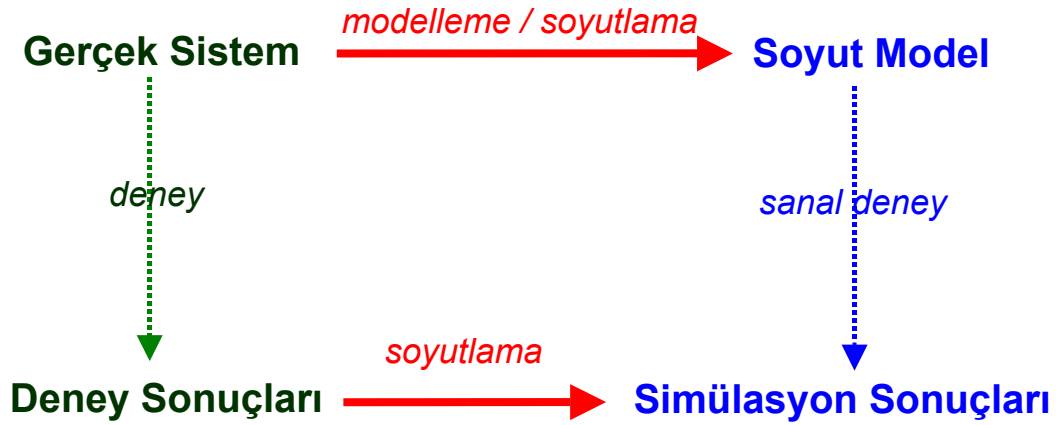 modelleme / soyutlama
Gerçek Sistem
Soyut Model
deney
sanal deney
soyutlama
Deney Sonuçları
Simülasyon Sonuçları